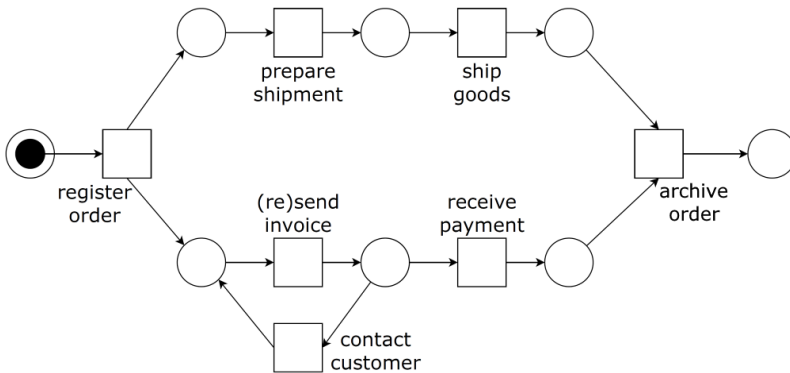 prepare
shipment
ship
goods
register
order
(re)send
invoice
receive
payment
archive
order
contact
customer